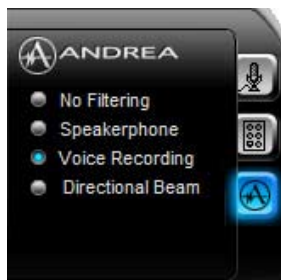 ANDREA
No Filtering
Speakerphone
Voice Recording
Directional Beam